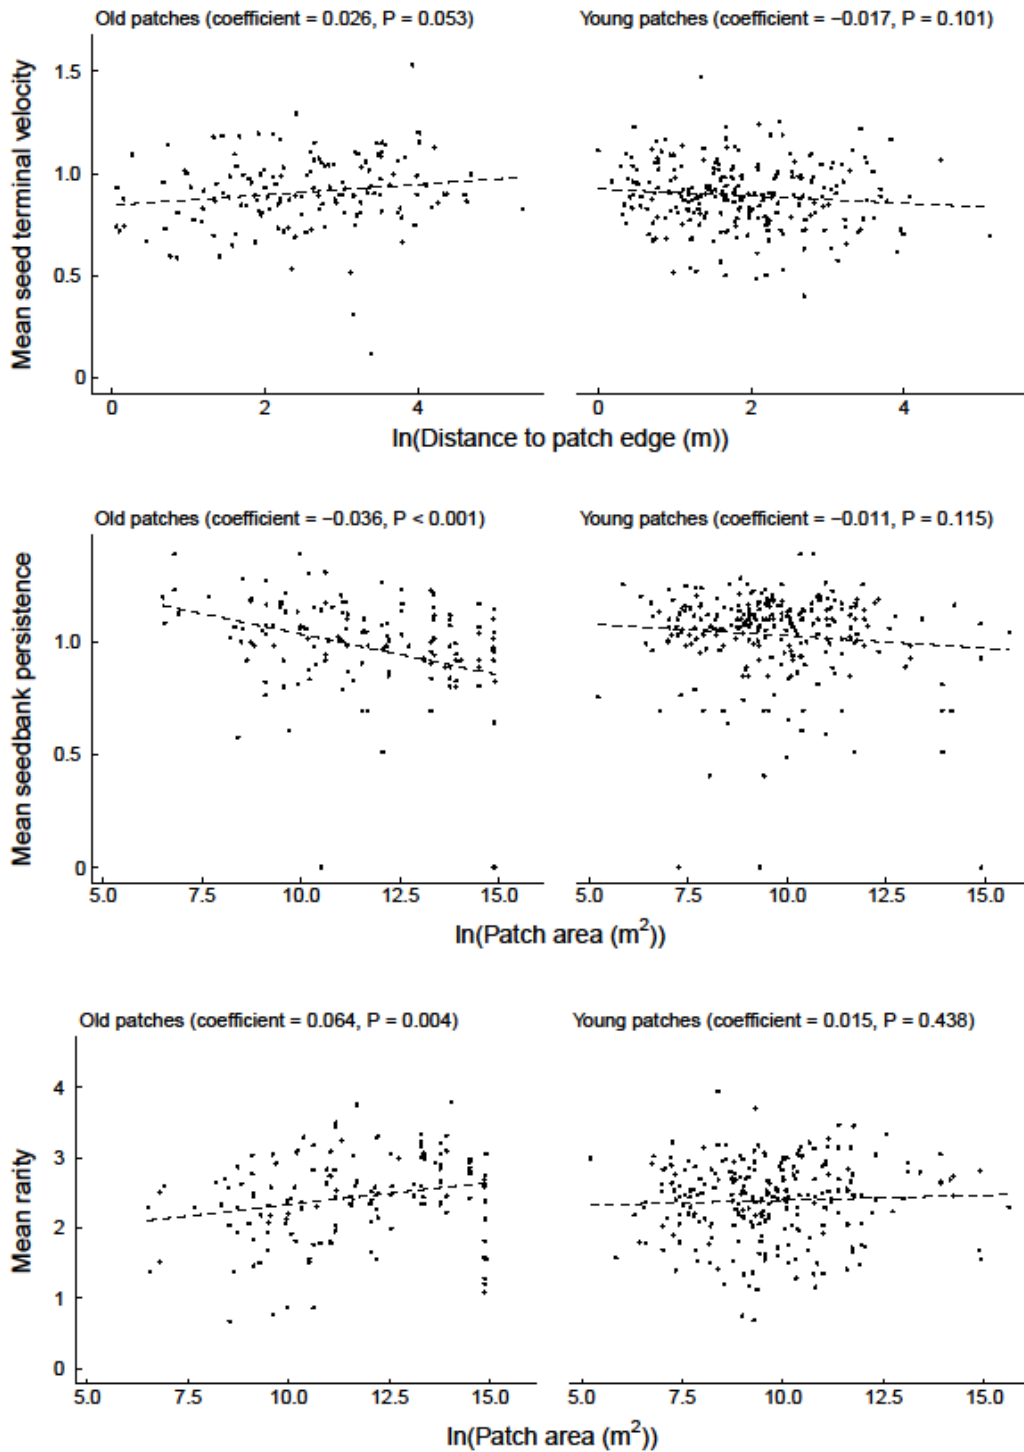 Old patches (coefficient = 0.026, P = 0.053)
Young patches (coefficient = −0.017, P = 0.101)
Mean seed terminal velocity
1.5
1.0
0.5
0
0 2 4
0 2 4
ln(Distance to patch edge (m))
Old patches (coefficient = −0.036, P < 0.001)
Young patches (coefficient = −0.011, P = 0.115)
Mean seedbank persistence
1.0
0.5
0
5.0 7.5 10.0 12.5 15.0
5.0 7.5 10.0 12.5 15.0
ln(Patch area (m²))
Old patches (coefficient = 0.064, P = 0.004)
Young patches (coefficient = 0.015, P = 0.438)
Mean rarity
4
3
2
1
0
5.0 7.5 10.0 12.5 15.0
5.0 7.5 10.0 12.5 15.0
ln(Patch area (m²))